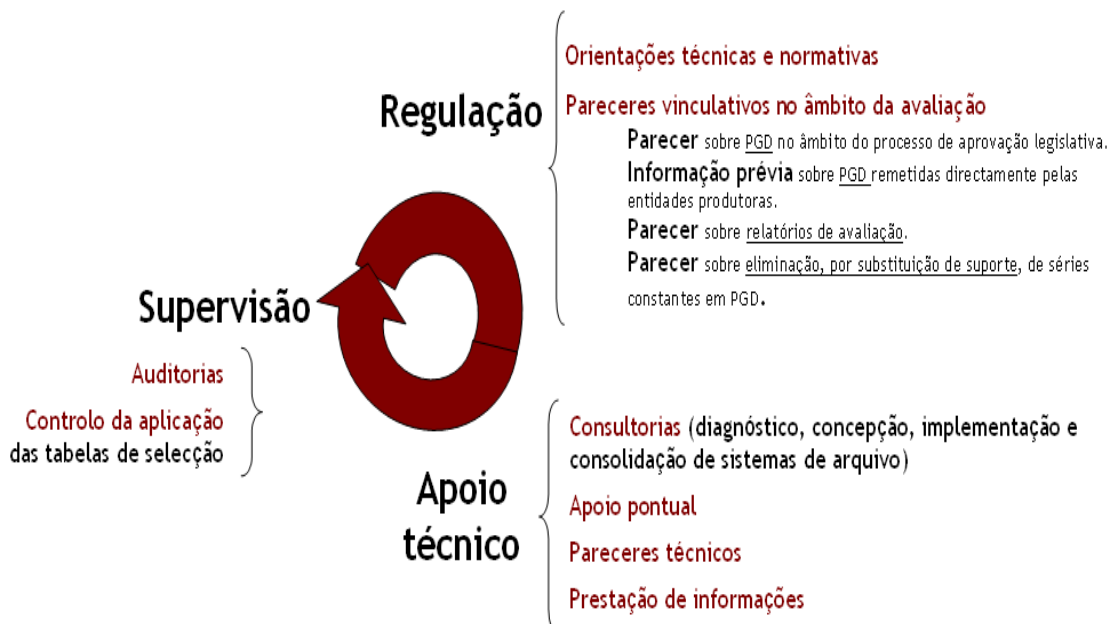 Regulação
Orientações técnicas e normativas
Pareceres vinculativos no âmbito da avaliação
Parecer sobre PGD no âmbito do processo de aprovação legislativa.
Informação prévia sobre PGD remetidas directamente pelas
entidades produtoras.
Parecer sobre relatórios de avaliação.
Parecer sobre eliminação, por substituição de suporte, de séries
constantes em PGD.
Supervisão
Auditorias
Controlo da aplicação
das tabelas de selecção
Apoio
técnico
Consultorias (diagnóstico, concepção, implementação e
consolidação de sistemas de arquivo)
Apoio pontual
Pareceres técnicos
Prestação de informações